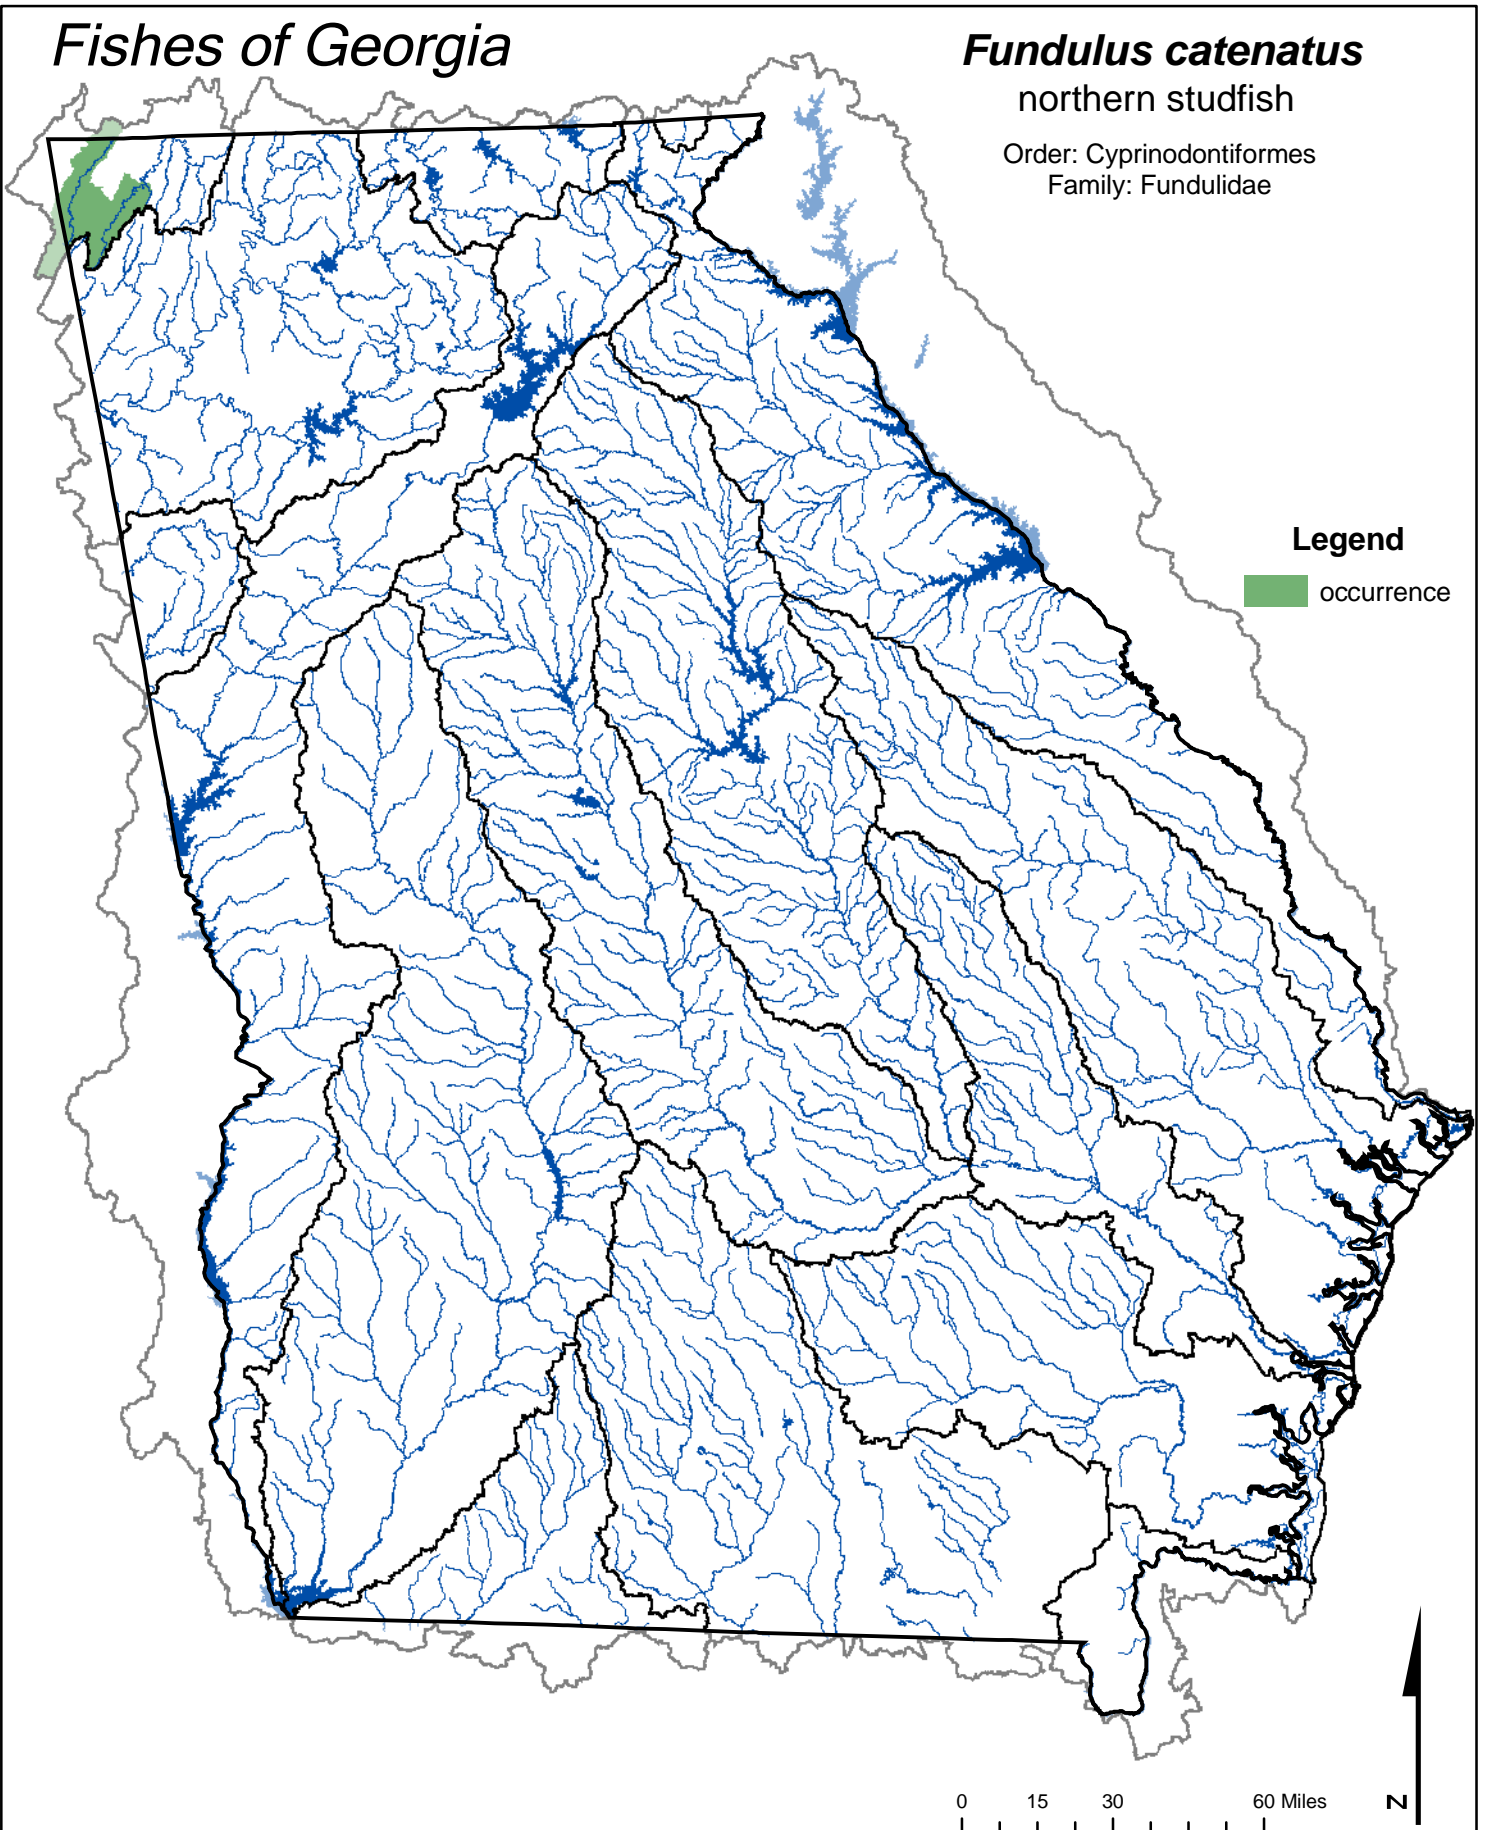 Fishes of Georgia
Fundulus catenatus
northern studfish
Order: Cyprinodontiformes
Family: Fundulidae
Legend
occurrence
0 15 30 60 Miles
N